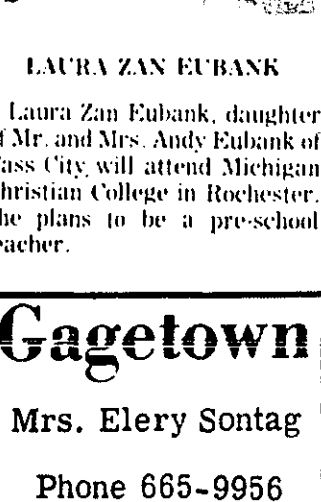 LAURA ZAN EUBANK
Laura Zan Eubank, daughter
f Mr. and Mrs. Andy Eubank of
ass City will attend Michigan
hristian College in Rochester.
he plans to be a pre-school
eacher.
Gagetown
Mrs. Elery Sontag
Phone 665-9956